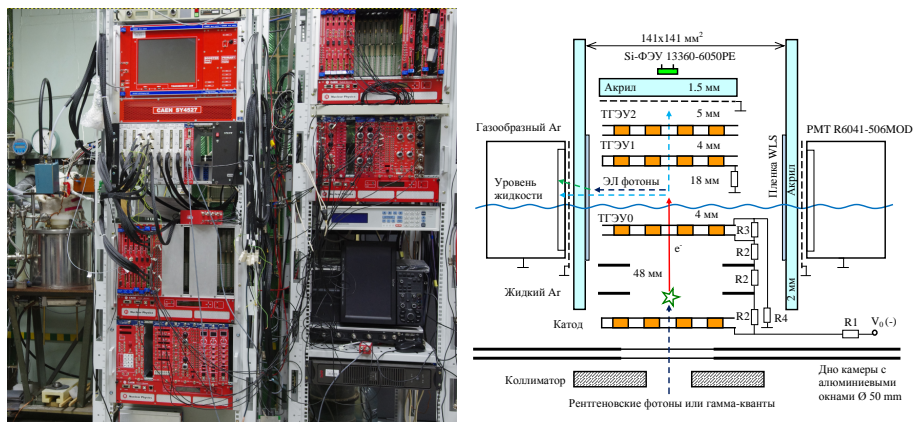 CAEN SY4527
141x141 мм²
Si-ФЭУ 13360-6050PE
Акрил 1.5 мм
ТГЭУ2 5 мм
Газообразный Ar
PMT R6041-506MOD
ТГЭУ1 4 мм
Пленка WLS
Акрил
ЭЛ фотоны 18 мм
Уровень
жидкости
ТГЭУ0 4 мм
R3
e⁻
R2
48 мм
R2
Жидкий Ar
2 мм
R2
R4
Катод
R1
V₀(-)
Дно камеры с
алюминиевыми
окнами Ø 50 mm
Коллиматор
Рентгеновские фотоны или гамма-кванты